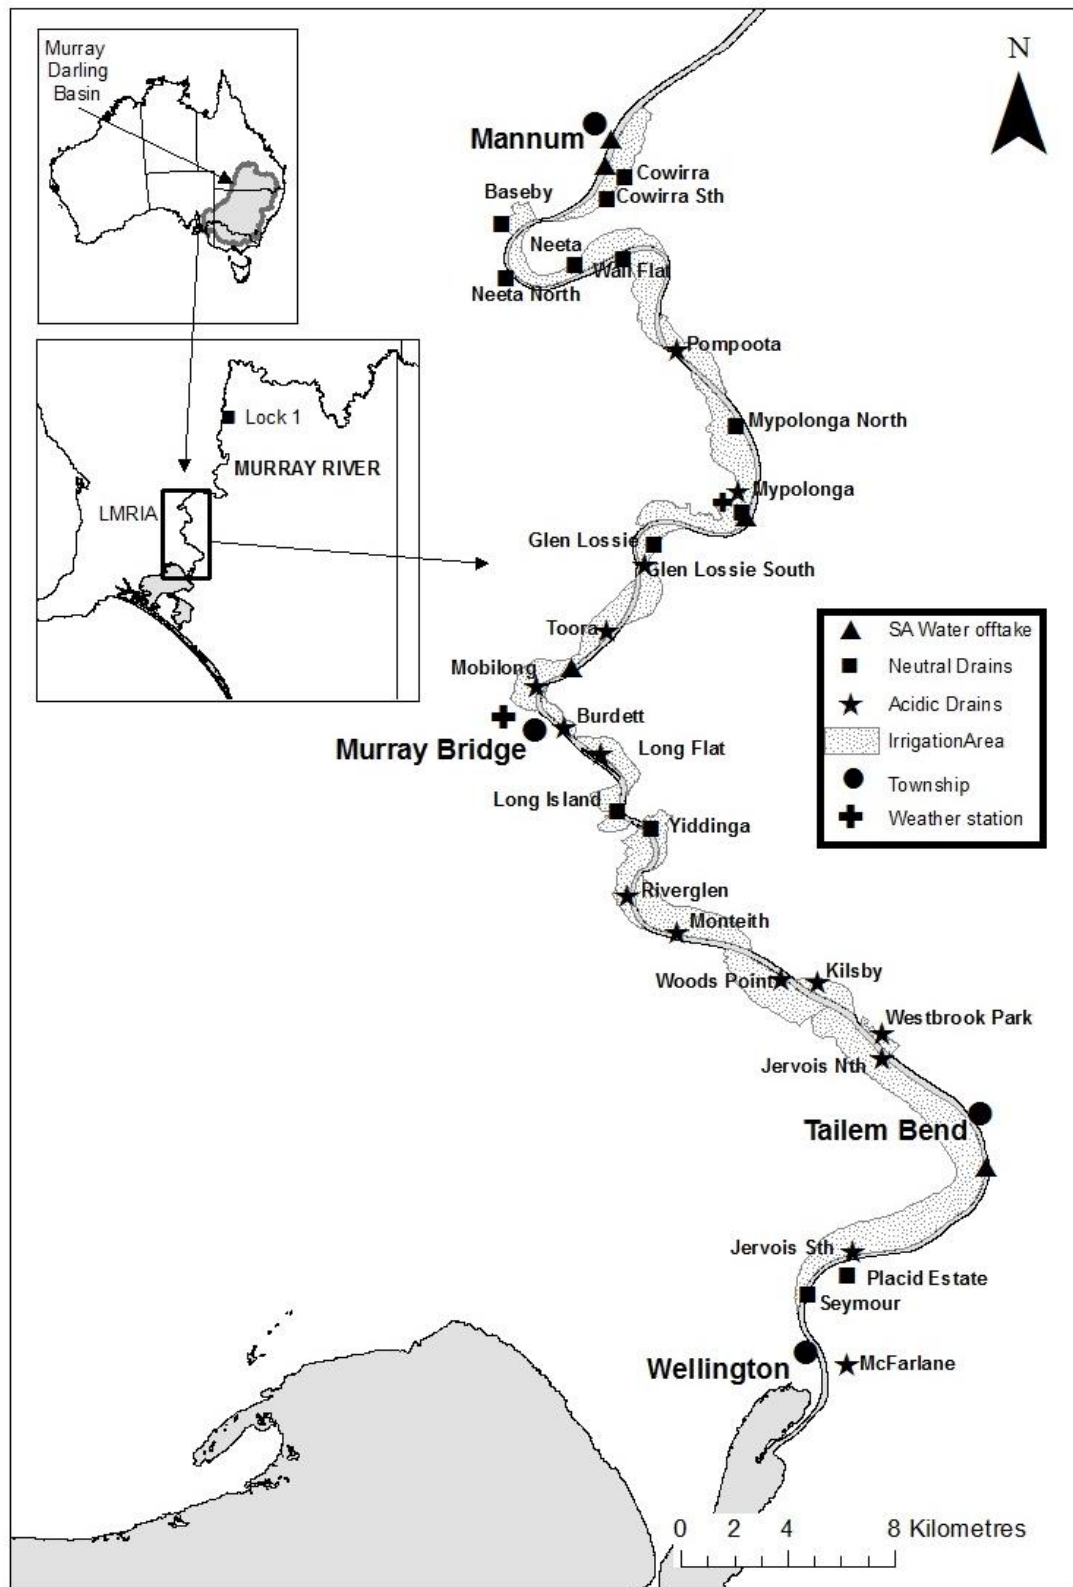 Murray
Darling
Basin
N
Mannum
Cowirra
Baseby
Cowirra Sth
Neeta
Wall Flat
Neeta North
Pompoota
Lock 1
Mypolonga North
MURRAY RIVER
Mypolonga
LMRIA
Glen Lossie
Glen Lossie South
Toora
SA Water offtake
Mobilong
Neutral Drains
Acidic Drains
Burdett
IrrigationArea
Murray Bridge
Long Flat
Township
Long Island
Weather station
Yiddinga
Riverglen
Monteith
Woods Point
Kilsby
Westbrook Park
Jervois Nth
Tailem Bend
Jervois Sth
Placid Estate
Seymour
Wellington
McFarlane
0 2 4 8 Kilometres